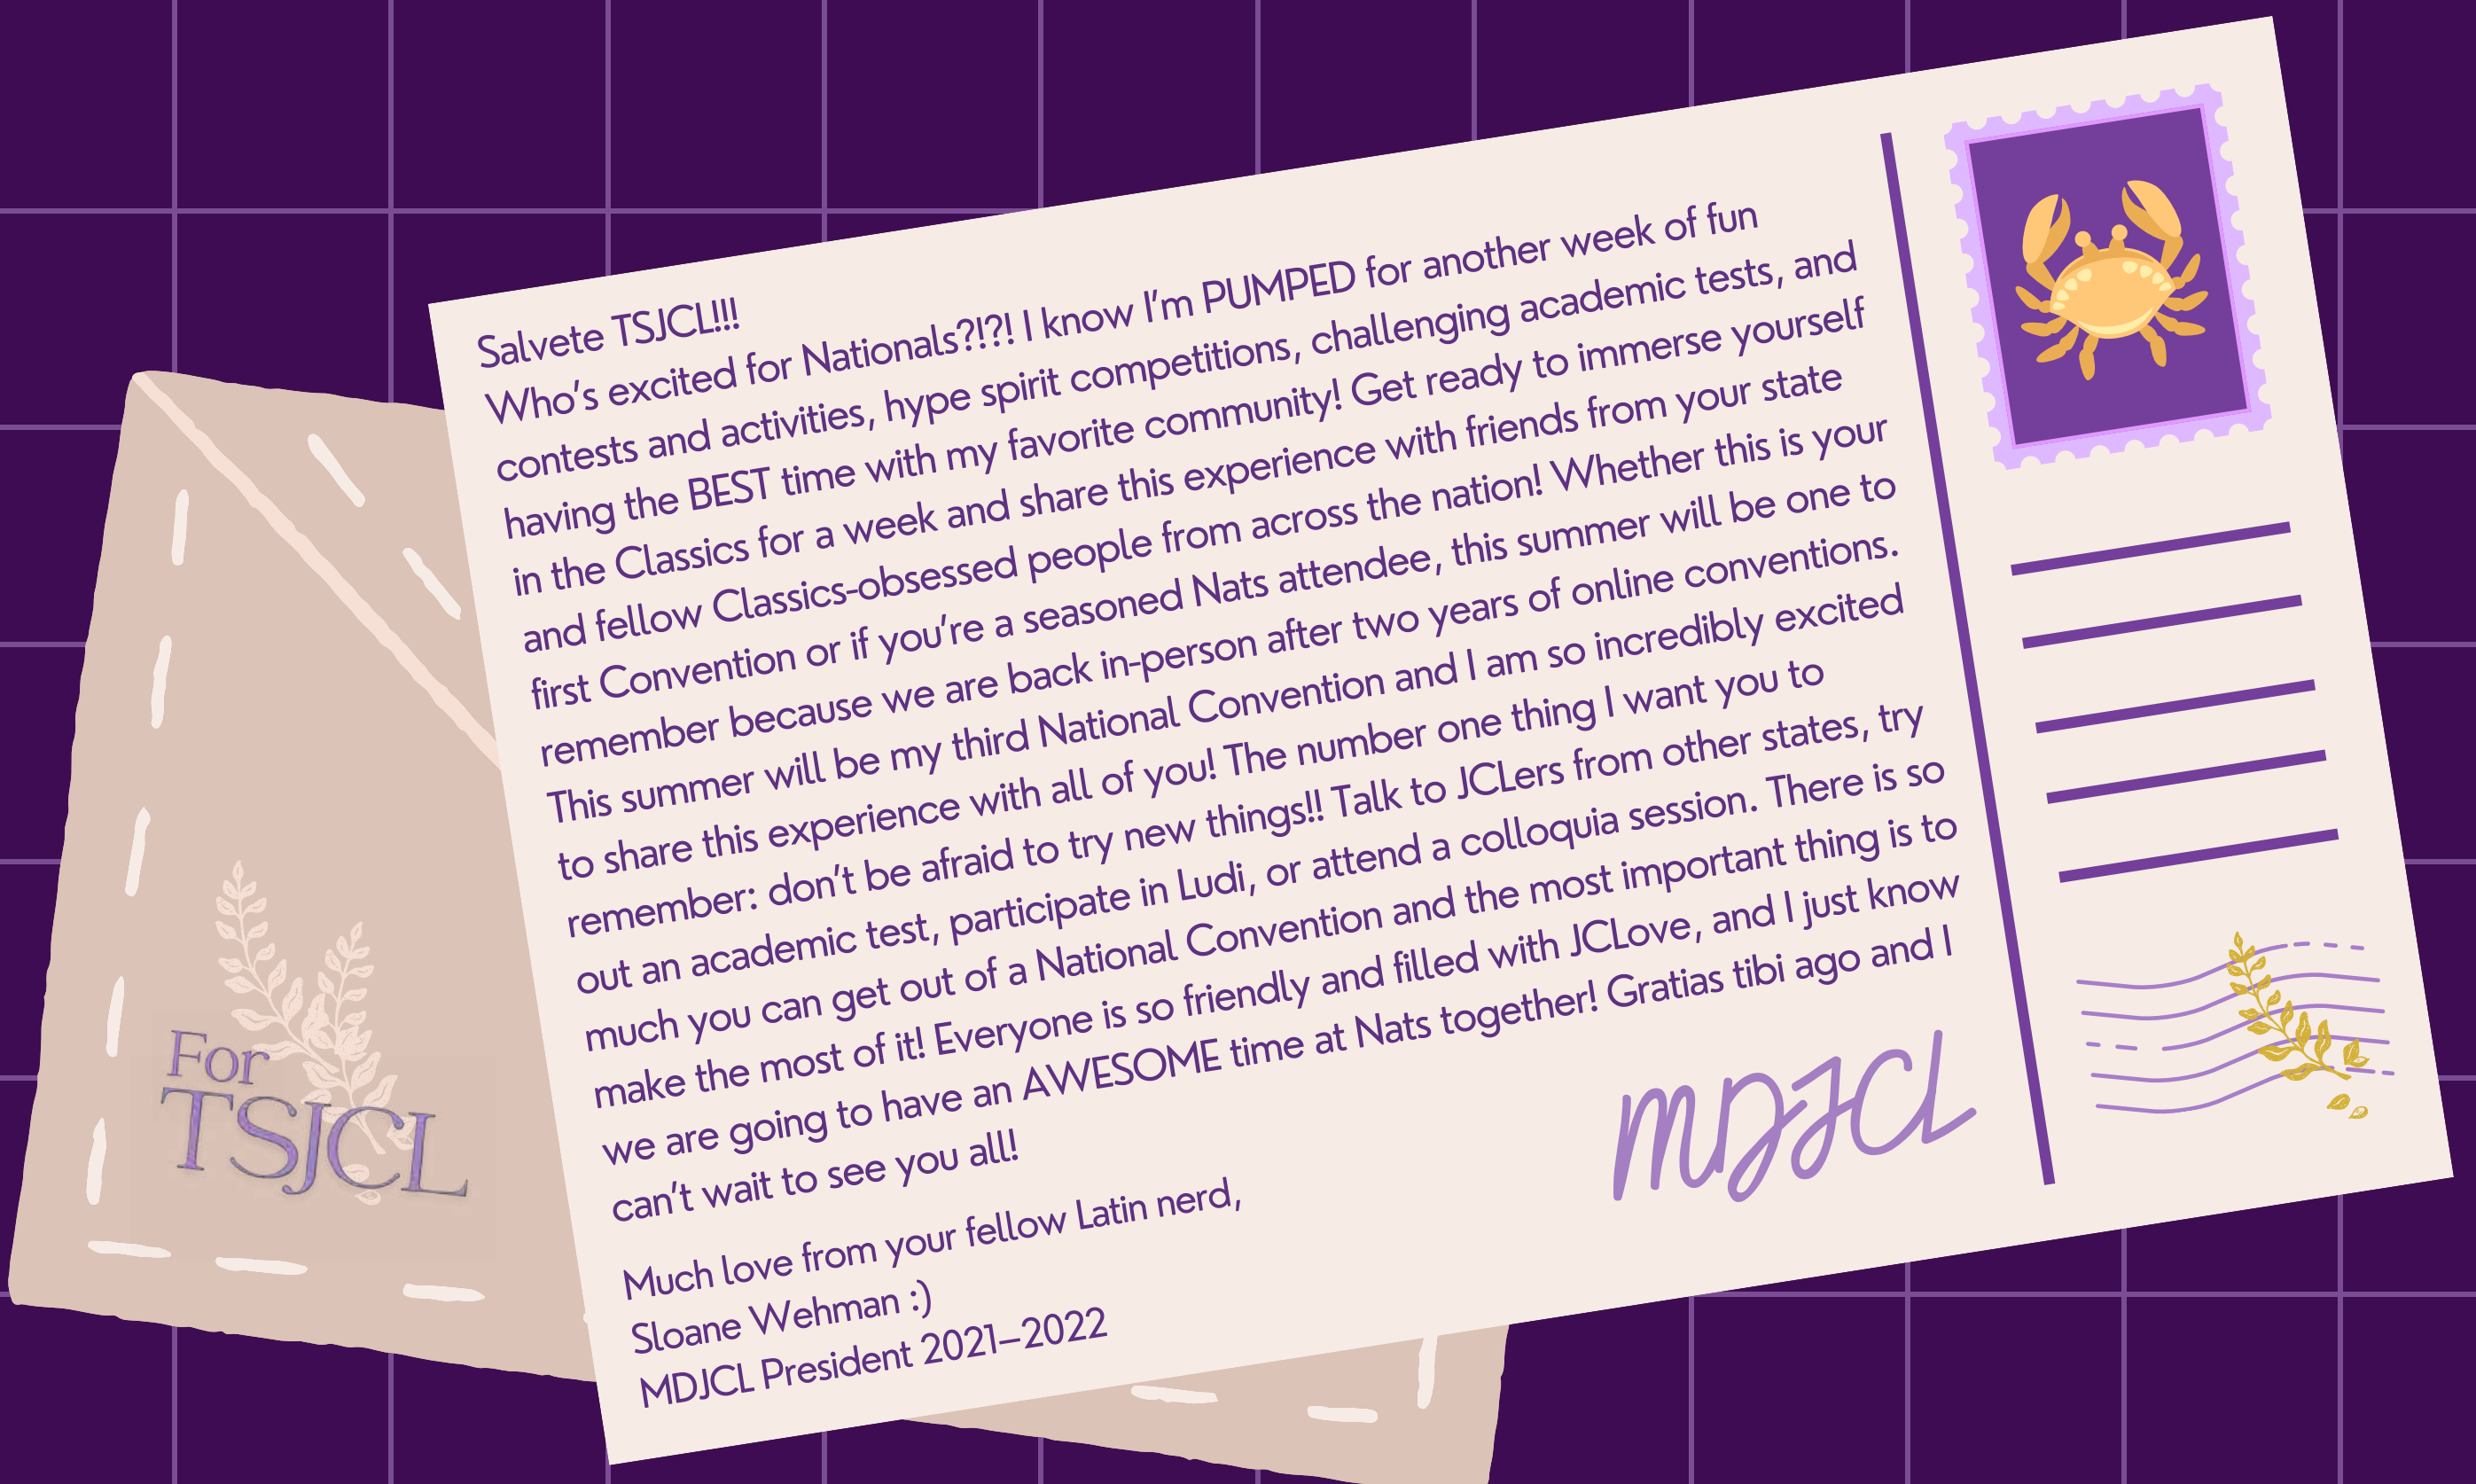 Salvete TSJCL!!!
Who's excited for Nationals?!?! I know I'm PUMPED for another week of fun
contests and activities, hype spirit competitions, challenging academic tests, and
having the BEST time with my favorite community! Get ready to immerse yourself
in the Classics for a week and share this experience with friends from your state
and fellow Classics-obsessed people from across the nation! Whether this is your
first Convention or if you're a seasoned Nats attendee, this summer will be one to
remember because we are back in-person after two years of online conventions.
This summer will be my third National Convention and I am so incredibly excited
to share this experience with all of you! The number one thing I want you to
remember: don't be afraid to try new things!! Talk to JCLers from other states, try
out an academic test, participate in Ludi, or attend a colloquia session. There is so
much you can get out of a National Convention and the most important thing is to
make the most of it! Everyone is so friendly and filled with JCLove, and I just know
we are going to have an AWESOME time at Nats together! Gratias tibi ago and I
can't wait to see you all!
Much love from your fellow Latin nerd,
Sloane Wehman :)
MDJCL President 2021–2022
MDJCL
For
TSJCL